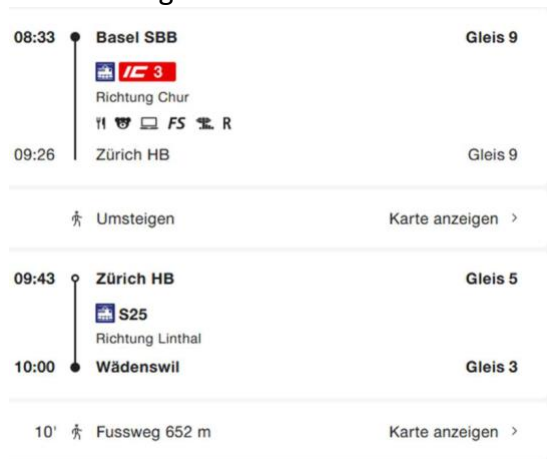 08:33 Basel SBB Gleis 9
IC 3
Richtung Chur
FS R
09:26 Zürich HB Gleis 9
Umsteigen Karte anzeigen >
09:43 Zürich HB Gleis 5
S25
Richtung Linthal
10:00 Wädenswil Gleis 3
10' Fussweg 652 m Karte anzeigen >